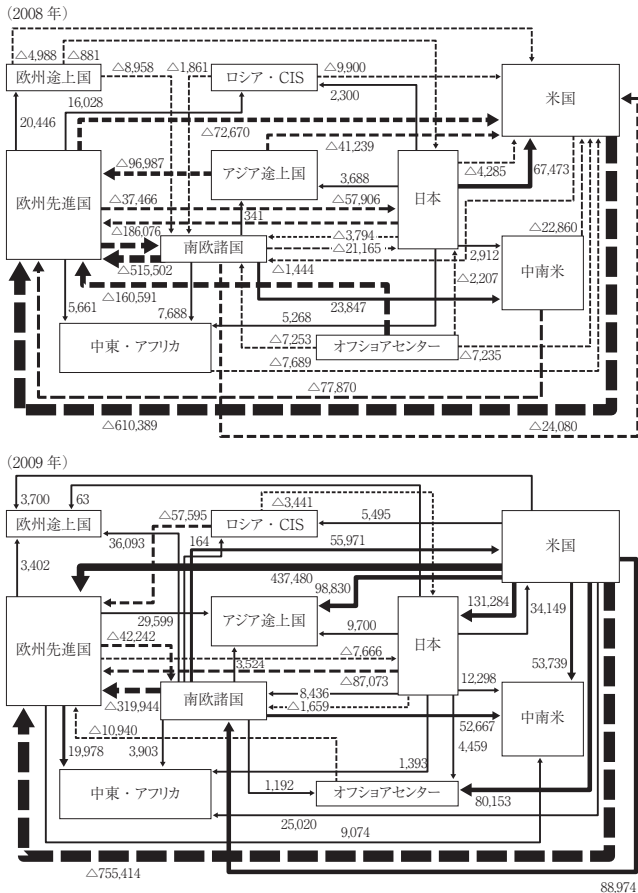 (2008 年)
△4,988 △881
欧州途上国 △8,958 △1,861 ロシア・CIS △9,900
米国
16,028 2,300
20,446
△72,670
△41,239
△96,987 アジア途上国 △4,285 67,473
3,688
欧州先進国 △37,466 △57,906 日本
341
△186,076 △3,794 △22,860
南欧諸国 △21,165 2,912
△515,502 △1,444 △2,207 中南米
△160,591
5,661 23,847
7,688 5,268
△7,253 オフショアセンター △7,235
中東・アフリカ
△7,689
△77,870
△610,389 △24,080
(2009 年)
3,700 63 △3,441
欧州途上国 △57,595 ロシア・CIS 5,495
164 米国
36,093 55,971
3,402
437,480 98,830
131,284 34,149
アジア途上国
29,599 9,700
欧州先進国 △42,242 日本
△7,666
3,524 53,739
△87,073
12,298
8,436
△319,944 南欧諸国 △1,659
52,667 中南米
△10,940
19,978 3,903 4,459
1,393
中東・アフリカ 1,192 オフショアセンター
80,153
25,020
9,074
△755,414
88,974